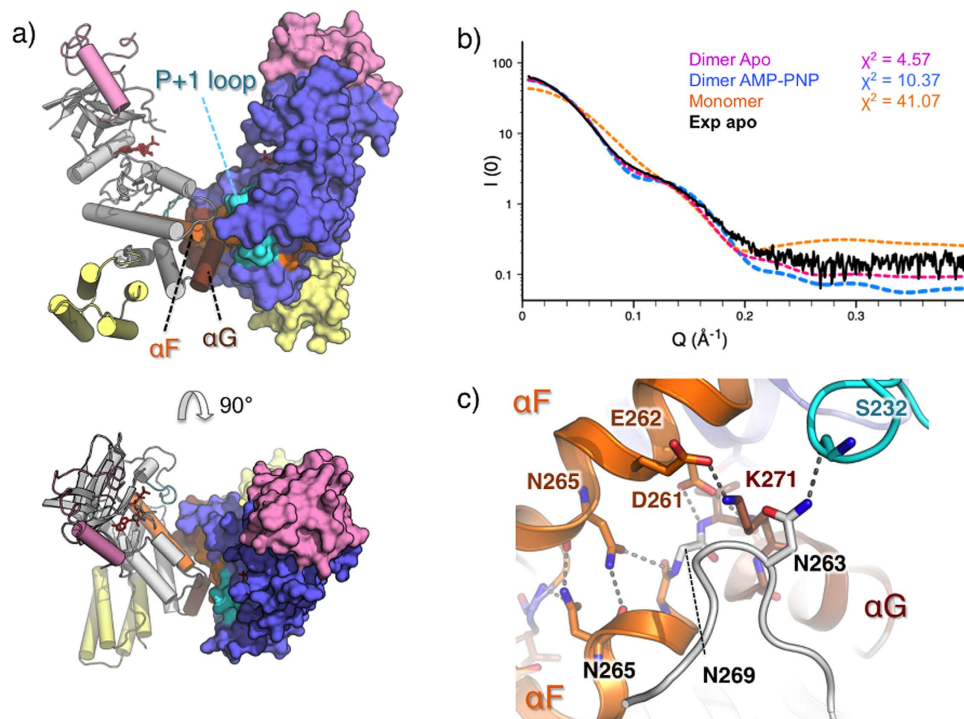 a)
P+1 loop
αF
αG
90°
b)
Dimer Apo χ² = 4.57
Dimer AMP-PNP χ² = 10.37
Monomer χ² = 41.07
Exp apo
100
10
1
0.1
I (0)
0 0.1 0.2 0.3
Q (Å⁻¹)
c)
αF
E262
S232
N265
D261
K271
N263
αG
N265
N269
αF